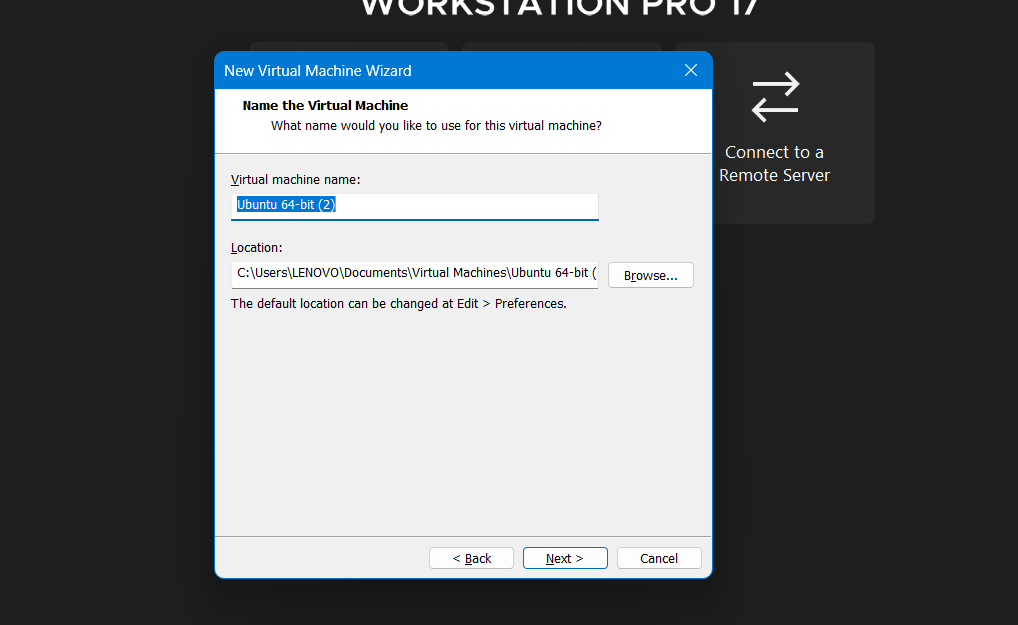 WORKSTATION PRO 17
New Virtual Machine Wizard
Name the Virtual Machine
What name would you like to use for this virtual machine?
Virtual machine name:
Ubuntu 64-bit (2)
Location:
C:\Users\LENOVO\Documents\Virtual Machines\Ubuntu 64-bit (
Browse...
The default location can be changed at Edit > Preferences.
< Back
Next >
Cancel
Connect to a
Remote Server